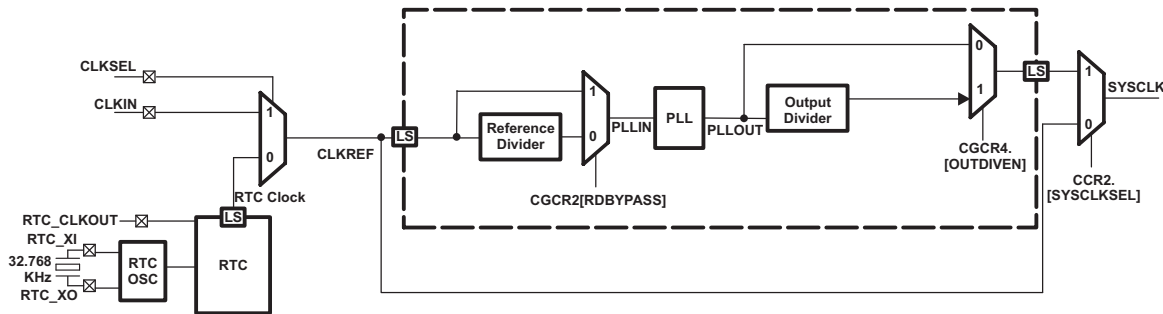 CLKSEL
CLKIN
1
0
RTC Clock
CLKREF
LS
Reference
Divider
1
0
CGCR2[RDBYPASS]
PLLIN
PLL
PLLOUT
Output
Divider
0
1
CGCR4.
[OUTDIVEN]
LS
1
0
SYSCLK
CCR2.
[SYSCLKSEL]
RTC_CLKOUT
LS
RTC_XI
32.768
KHz
RTC_XO
RTC
OSC
RTC